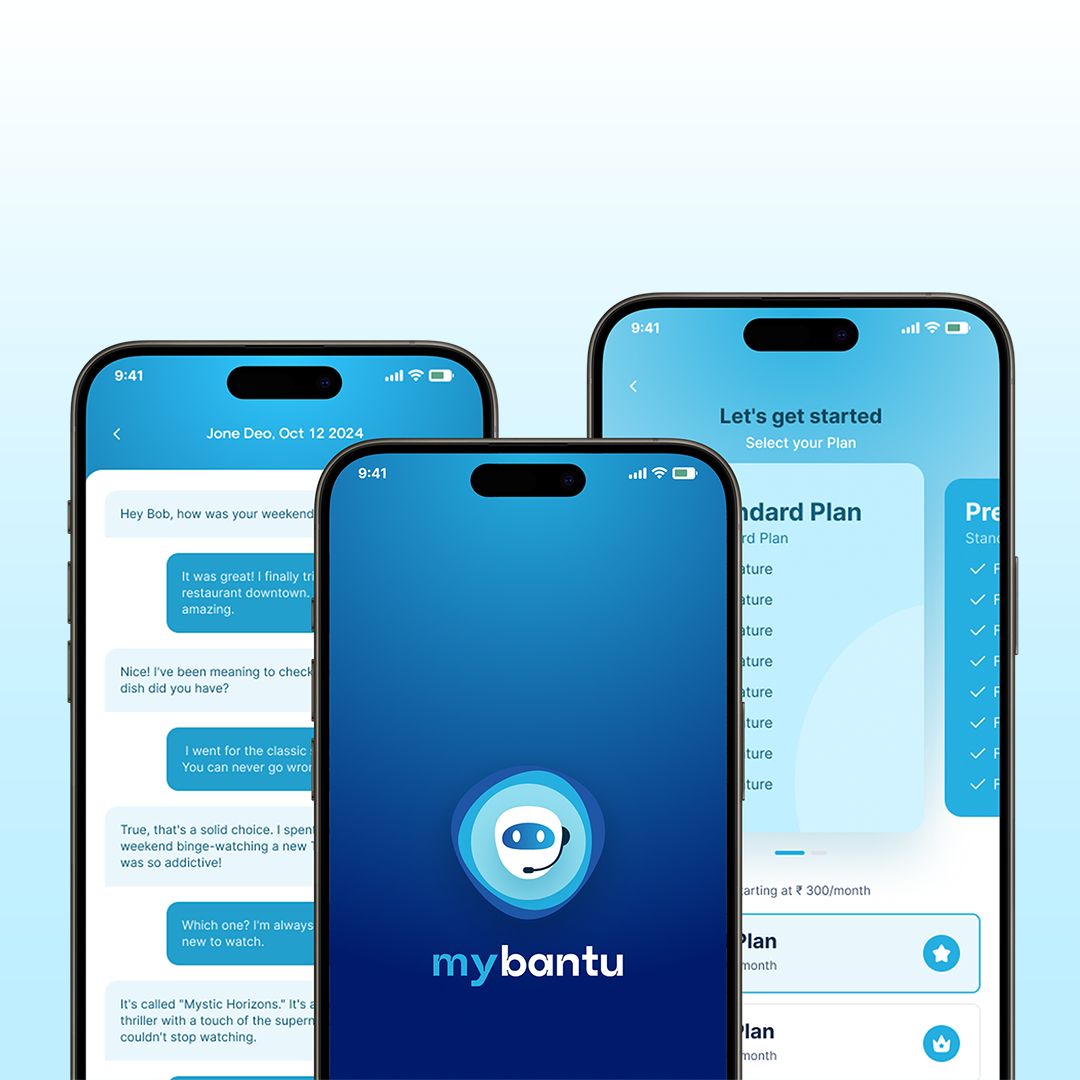 9:41
Jone Deo, Oct 12 2024
Hey Bob, how was your weekend
It was great! I finally
restaurant downtown.
amazing.
Nice! I've been meaning to check
dish did you have?
I went for the classic
You can never go
True, that's a solid choice. I spent
weekend binge-watching a new
was so addictive!
Which one? I'm always
new to watch.
It's called "Mystic Horizons." It's a
thriller with a touch of the
couldn't stop watching.
9:41
mybantu
9:41
Let's get started
Select your Plan
ndard Plan
rd Plan
ature
ature
ature
ature
ature
ature
ature
ature
Pre
Stan
F
F
F
F
F
F
F
F
arting at ₹ 300/month
Plan
month
Plan
month